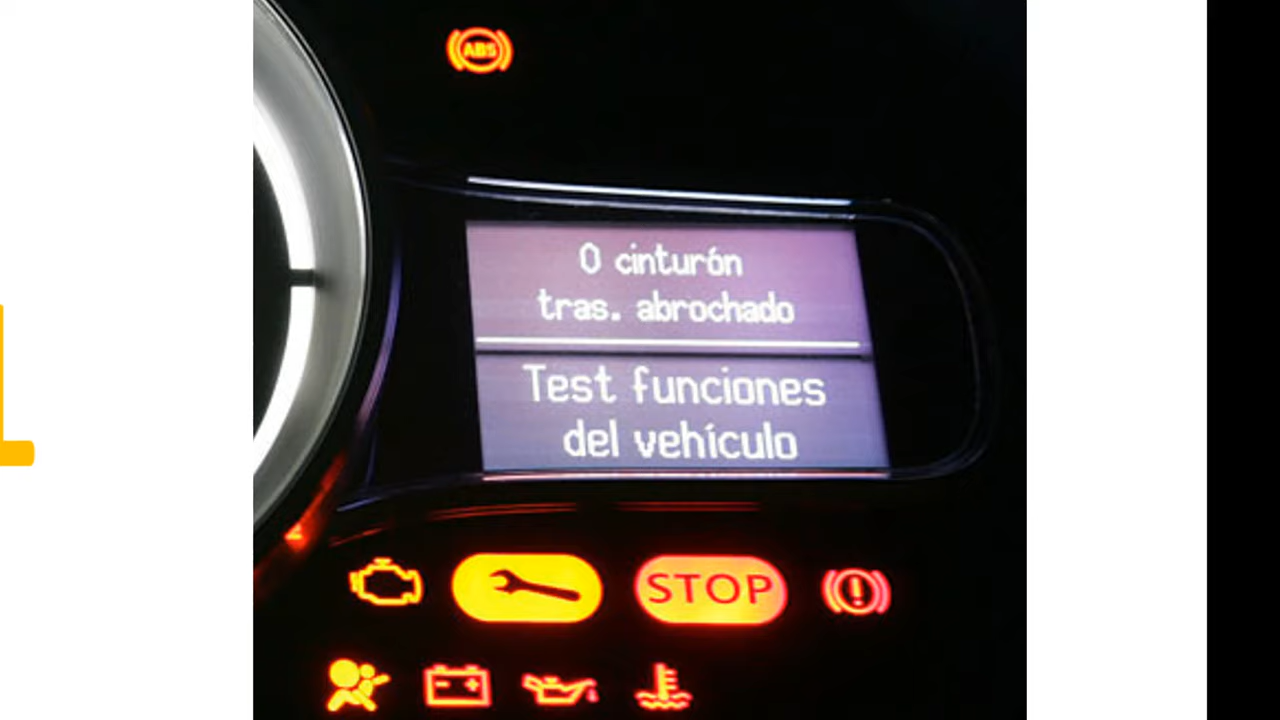 ABS
0 cinturón
tras. abrochado
Test funciones
del vehículo
STOP